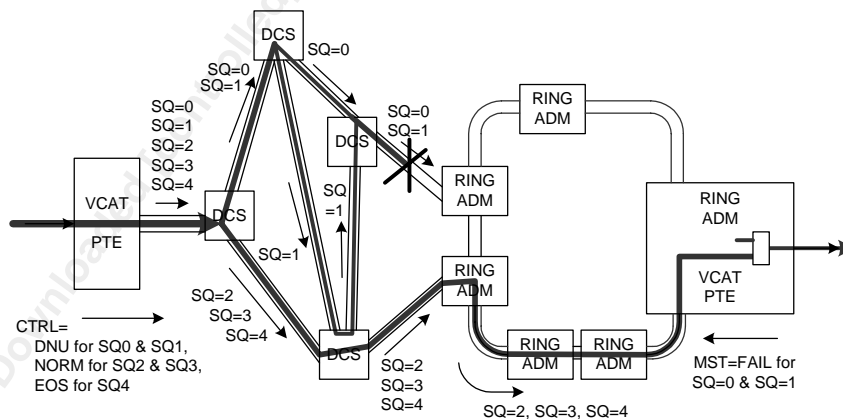 DCS
SQ=0
SQ=0
SQ=1
SQ=0
SQ=1
SQ=2
SQ=3
SQ=4
SQ=0
SQ=1
DCS
RING
ADM
RING
ADM
RING
ADM
VCAT
PTE
DCS
SQ
=1
SQ=1
SQ=2
SQ=3
SQ=4
RING
ADM
VCAT
PTE
CTRL=
DNU for SQ0 & SQ1,
NORM for SQ2 & SQ3,
EOS for SQ4
DCS
SQ=2
SQ=3
SQ=4
RING
ADM
RING
ADM
MST=FAIL for
SQ=0 & SQ=1
SQ=2, SQ=3, SQ=4